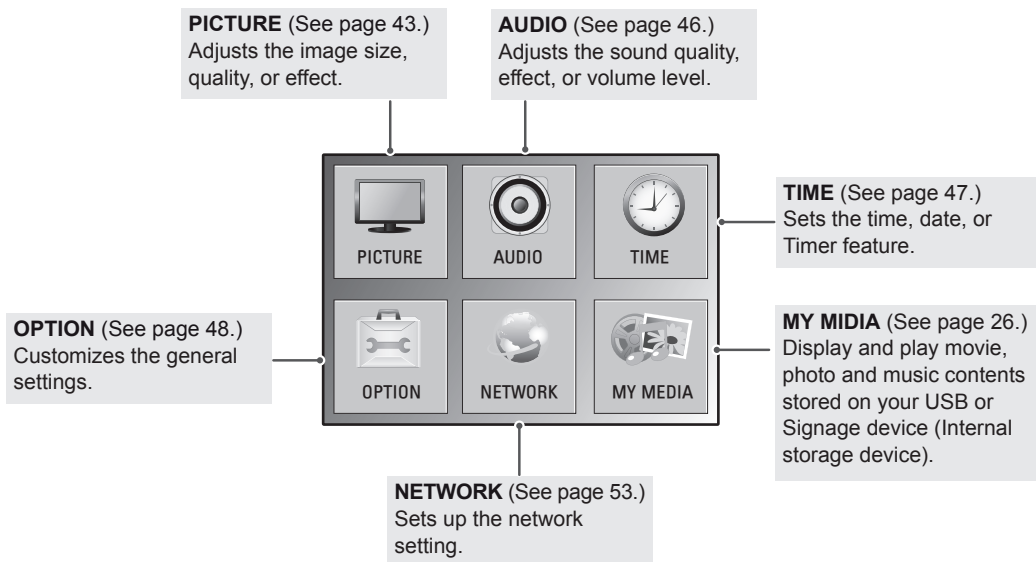 PICTURE (See page 43.)
Adjusts the image size,
quality, or effect.
AUDIO (See page 46.)
Adjusts the sound quality,
effect, or volume level.
PICTURE
AUDIO
TIME
TIME (See page 47.)
Sets the time, date, or
Timer feature.
OPTION (See page 48.)
Customizes the general
settings.
OPTION
NETWORK
MY MEDIA
MY MIDIA (See page 26.)
Display and play movie,
photo and music contents
stored on your USB or
Signage device (Internal
storage device).
NETWORK (See page 53.)
Sets up the network
setting.